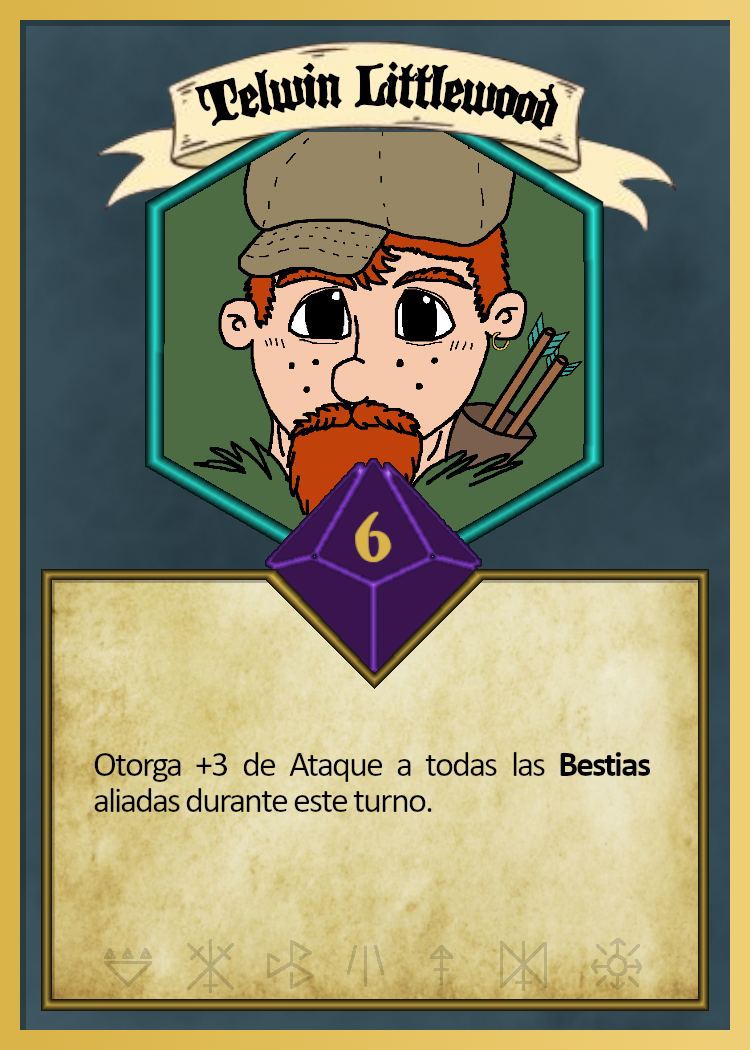 Telwin Littlewood
6
Otorga +3 de Ataque a todas las Bestias
aliadas durante este turno.